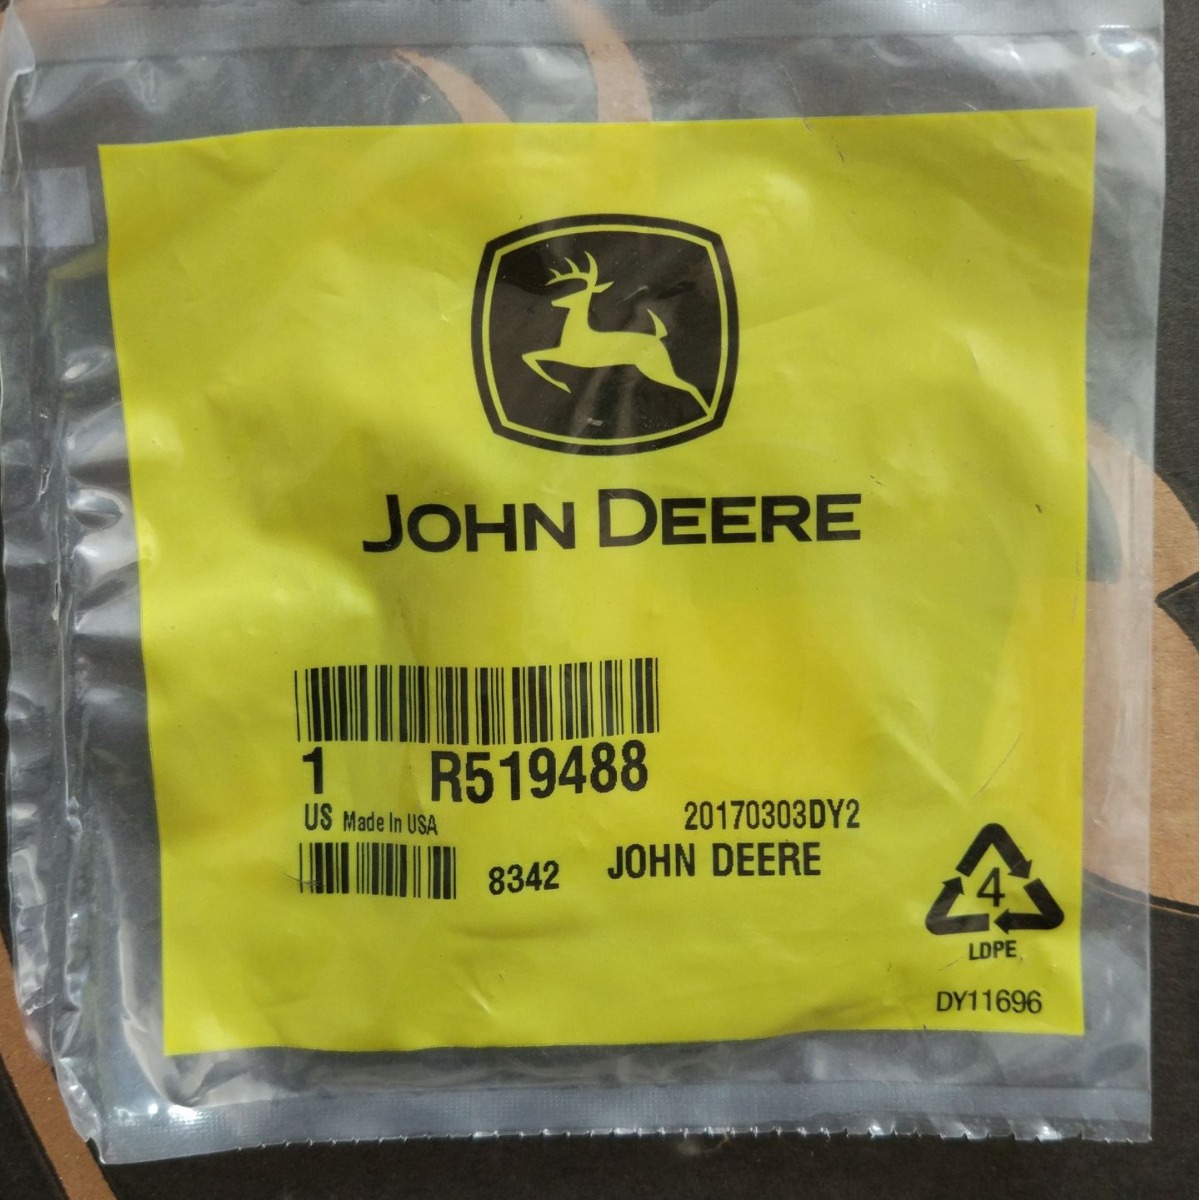 JOHN DEERE
1 R519488
US Made In USA 20170303DY2
8342 JOHN DEERE
4
LDPE
DY11696